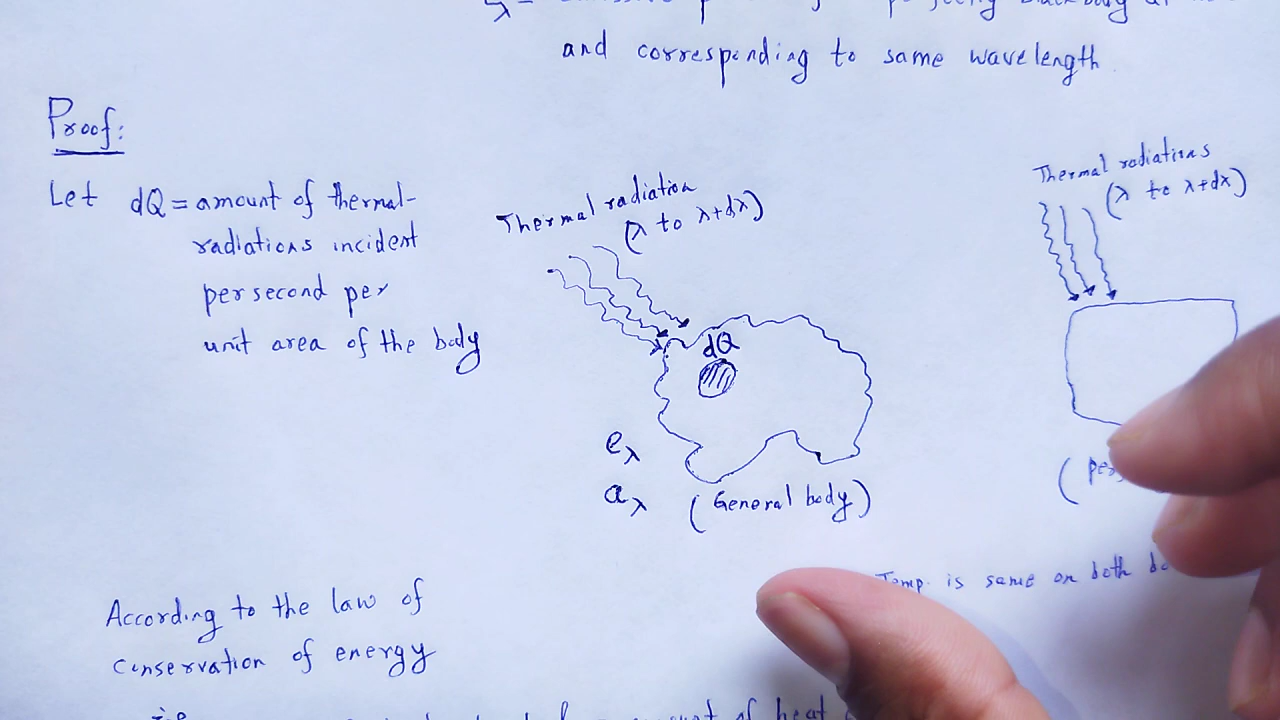 and corresponding to same wavelength
Proof:
Let dQ = amount of thermal-
radiations incident
per second per
unit area of the body
Thermal radiation
(λ to λ+dλ)
dQ
eλ
aλ
(General body)
Thermal radiations
(λ to λ+dλ)
Temp. is same on both
According to the law of
conservation of energy
of heat